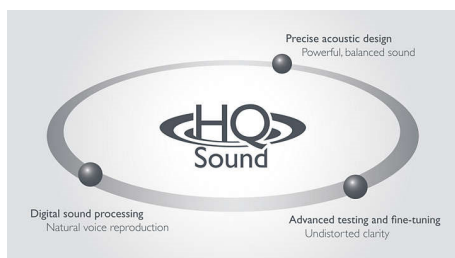 Precise acoustic design
Powerful, balanced sound
HQ
Sound
Digital sound processing
Natural voice reproduction
Advanced testing and fine-tuning
Undistorted clarity